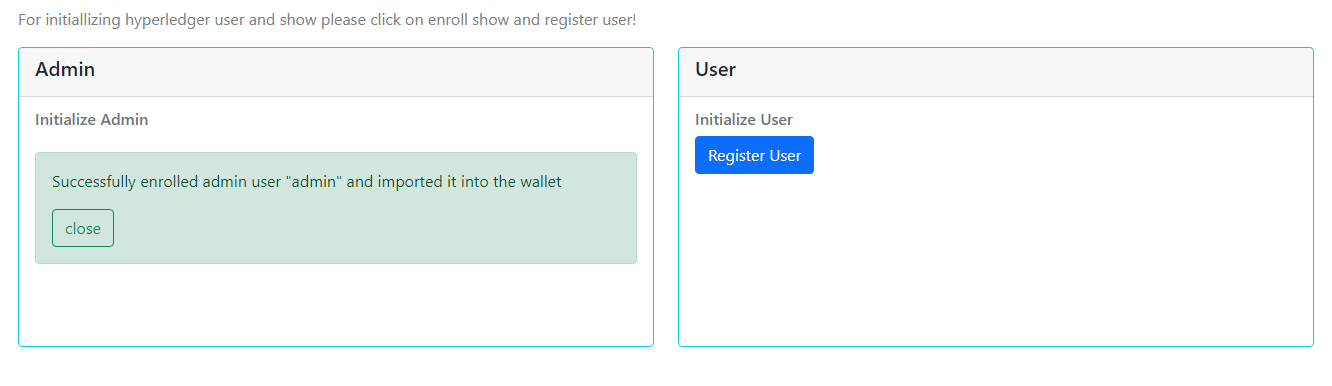 For initiallizing hyperledger user and show please click on enroll show and register user!
Admin
Initialize Admin
Successfully enrolled admin user "admin" and imported it into the wallet
close
User
Initialize User
Register User